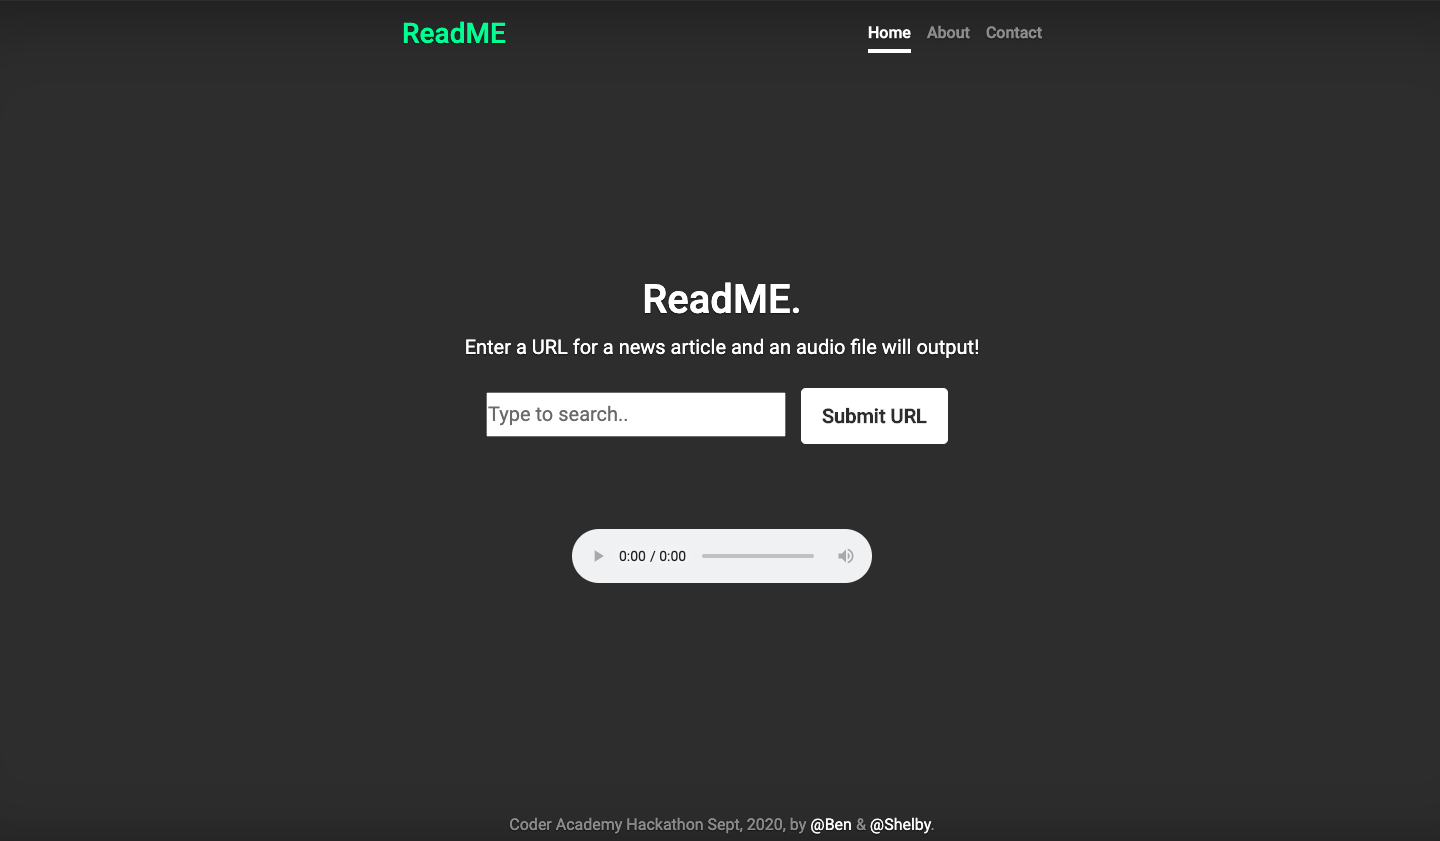 ReadME
Home About Contact
ReadME.
Enter a URL for a news article and an audio file will output!
Type to search.. Submit URL
0:00 / 0:00
Coder Academy Hackathon Sept, 2020, by @Ben & @Shelby.